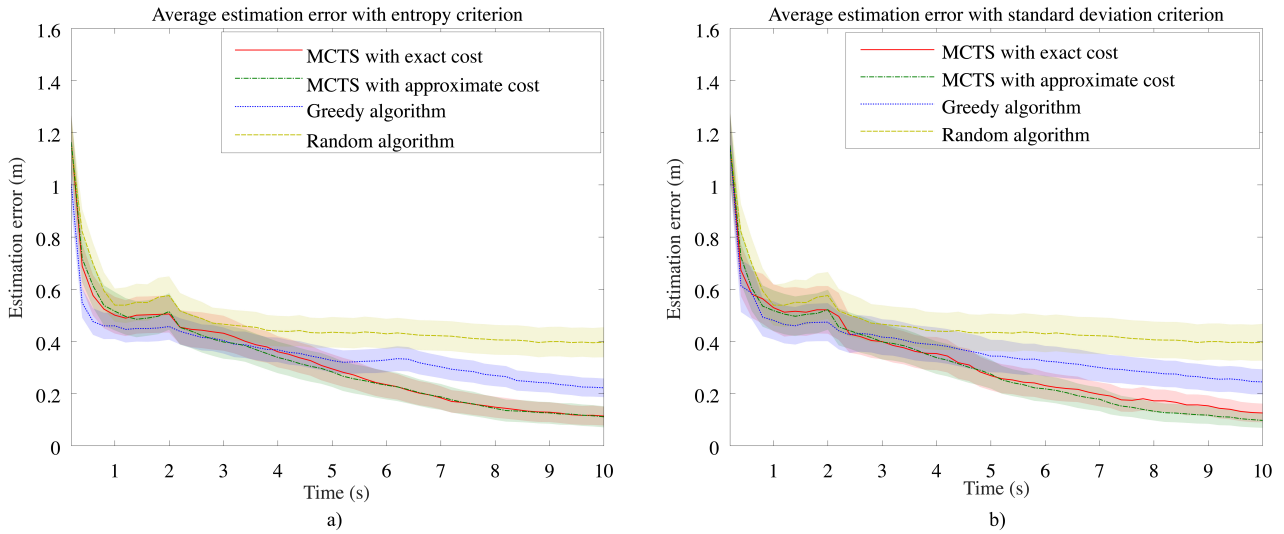 Average estimation error with entropy criterion
1.6
1.4
1.2
1
0.8
0.6
0.4
0.2
0
Estimation error (m)
MCTS with exact cost
MCTS with approximate cost
Greedy algorithm
Random algorithm
1 2 3 4 5 6 7 8 9 10
Time (s)
a)
Average estimation error with standard deviation criterion
1.6
1.4
1.2
1
0.8
0.6
0.4
0.2
0
Estimation error (m)
MCTS with exact cost
MCTS with approximate cost
Greedy algorithm
Random algorithm
1 2 3 4 5 6 7 8 9 10
Time (s)
b)